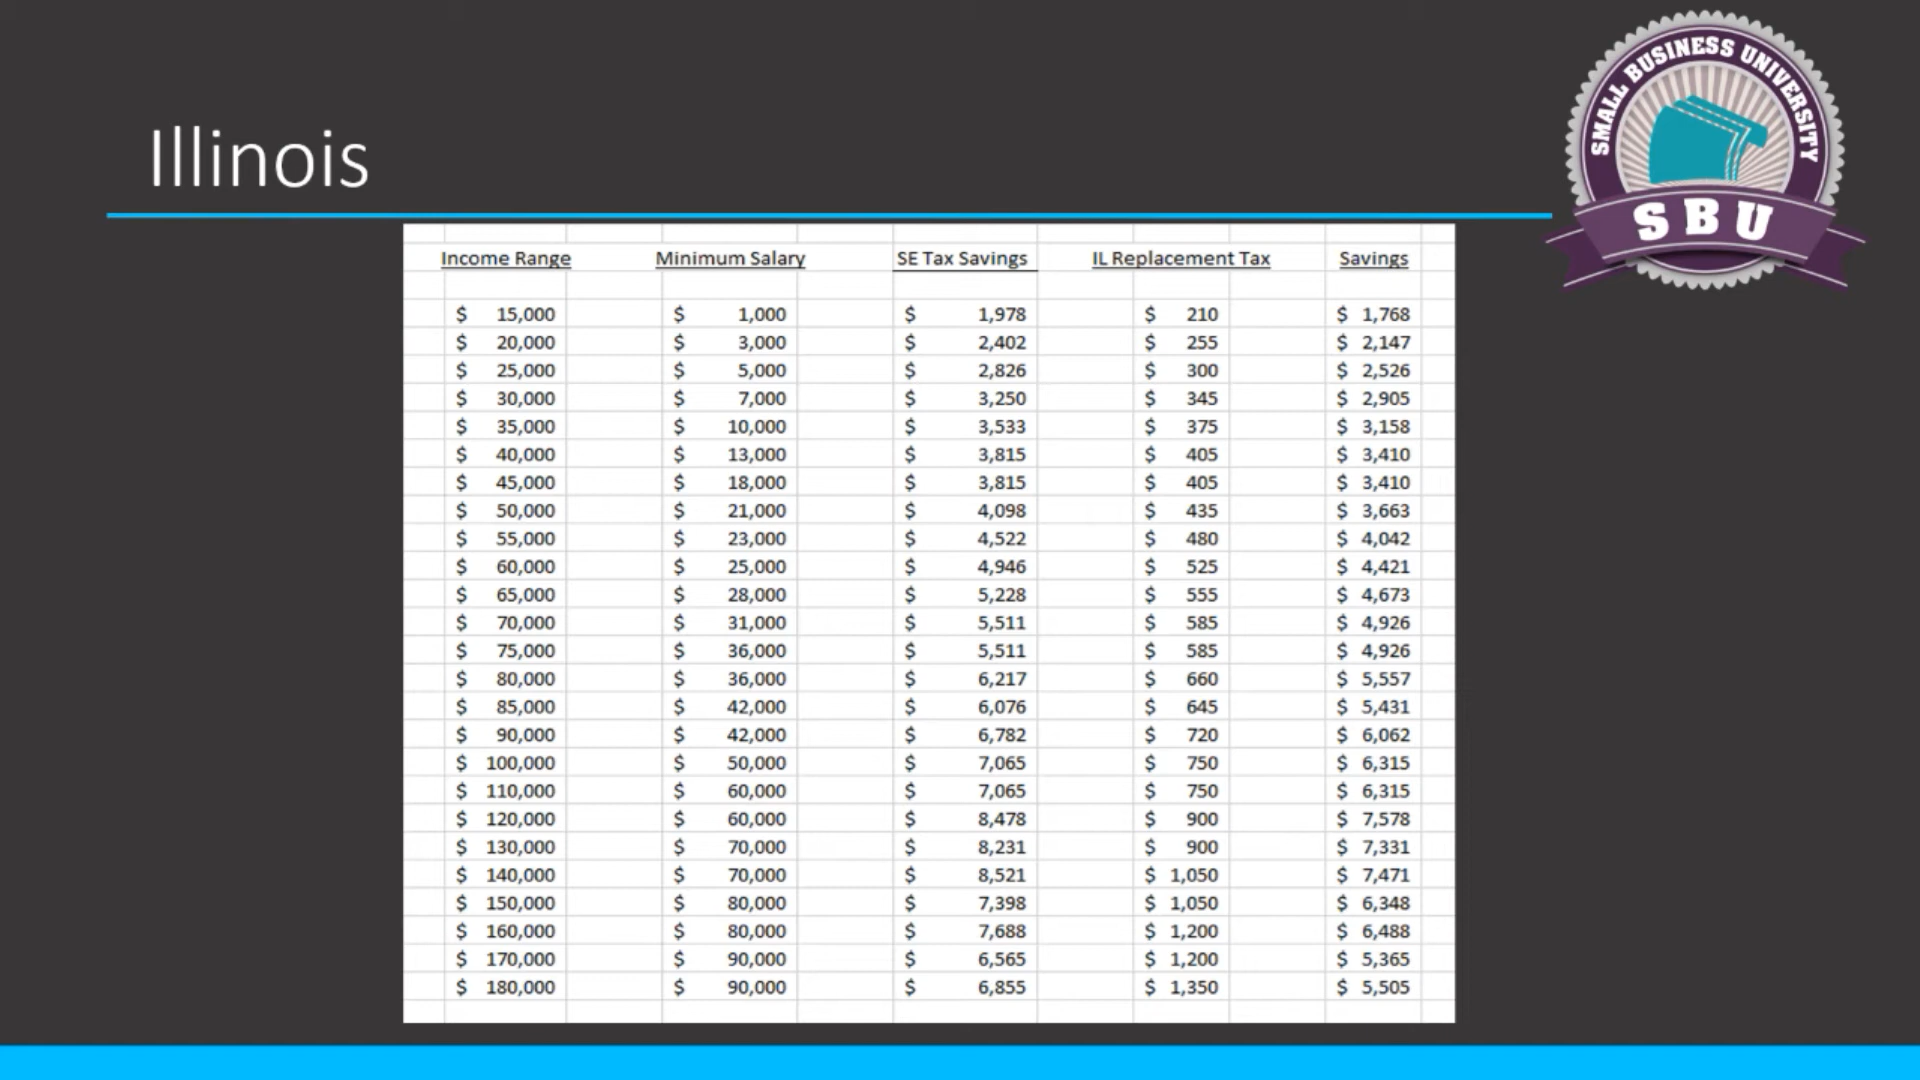 Illinois
SMALL BUSINESS UNIVERSITY
SBU
Income Range Minimum Salary SE Tax Savings IL Replacement Tax Savings
$ 15,000 $ 1,000 $ 1,978 $ 210 $ 1,768
$ 20,000 $ 3,000 $ 2,402 $ 255 $ 2,147
$ 25,000 $ 5,000 $ 2,826 $ 300 $ 2,526
$ 30,000 $ 7,000 $ 3,250 $ 345 $ 2,905
$ 35,000 $ 10,000 $ 3,533 $ 375 $ 3,158
$ 40,000 $ 13,000 $ 3,815 $ 405 $ 3,410
$ 45,000 $ 18,000 $ 3,815 $ 405 $ 3,410
$ 50,000 $ 21,000 $ 4,098 $ 435 $ 3,663
$ 55,000 $ 23,000 $ 4,522 $ 480 $ 4,042
$ 60,000 $ 25,000 $ 4,946 $ 525 $ 4,421
$ 65,000 $ 28,000 $ 5,228 $ 555 $ 4,673
$ 70,000 $ 31,000 $ 5,511 $ 585 $ 4,926
$ 75,000 $ 36,000 $ 5,511 $ 585 $ 4,926
$ 80,000 $ 36,000 $ 6,217 $ 660 $ 5,557
$ 85,000 $ 42,000 $ 6,076 $ 645 $ 5,431
$ 90,000 $ 42,000 $ 6,782 $ 720 $ 6,062
$ 100,000 $ 50,000 $ 7,065 $ 750 $ 6,315
$ 110,000 $ 60,000 $ 7,065 $ 750 $ 6,315
$ 120,000 $ 60,000 $ 8,478 $ 900 $ 7,578
$ 130,000 $ 70,000 $ 8,231 $ 900 $ 7,331
$ 140,000 $ 70,000 $ 8,521 $ 1,050 $ 7,471
$ 150,000 $ 80,000 $ 7,398 $ 1,050 $ 6,348
$ 160,000 $ 80,000 $ 7,688 $ 1,200 $ 6,488
$ 170,000 $ 90,000 $ 6,565 $ 1,200 $ 5,365
$ 180,000 $ 90,000 $ 6,855 $ 1,350 $ 5,505